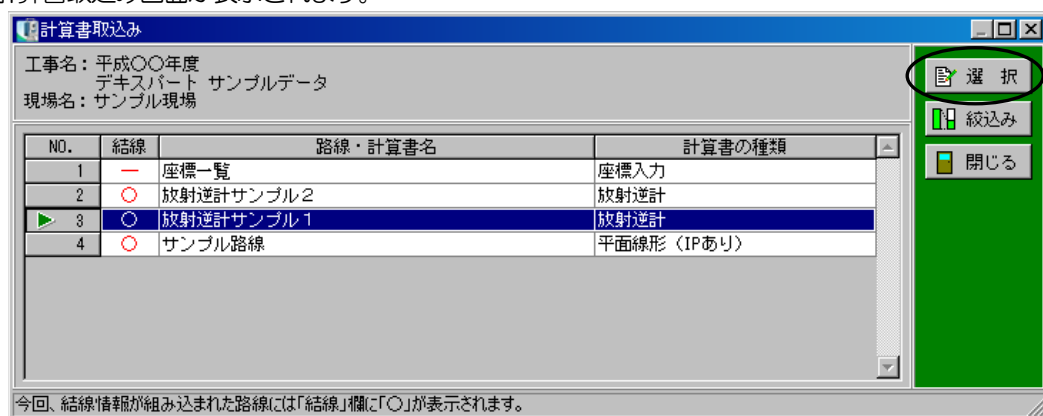 計算書取込み
工事名：平成〇〇年度
デキスパート サンプルデータ
現場名：サンプル現場
選 択
絞込み
閉じる
NO. 結線 路線・計算書名 計算書の種類
1 ― 座標一覧 座標入力
2 ○ 放射逆計サンプル２ 放射逆計
3 ○ 放射逆計サンプル１ 放射逆計
4 ○ サンプル路線 平面線形（IPあり）
今回、結線情報が組み込まれた路線には「結線」欄に「〇」が表示されます。